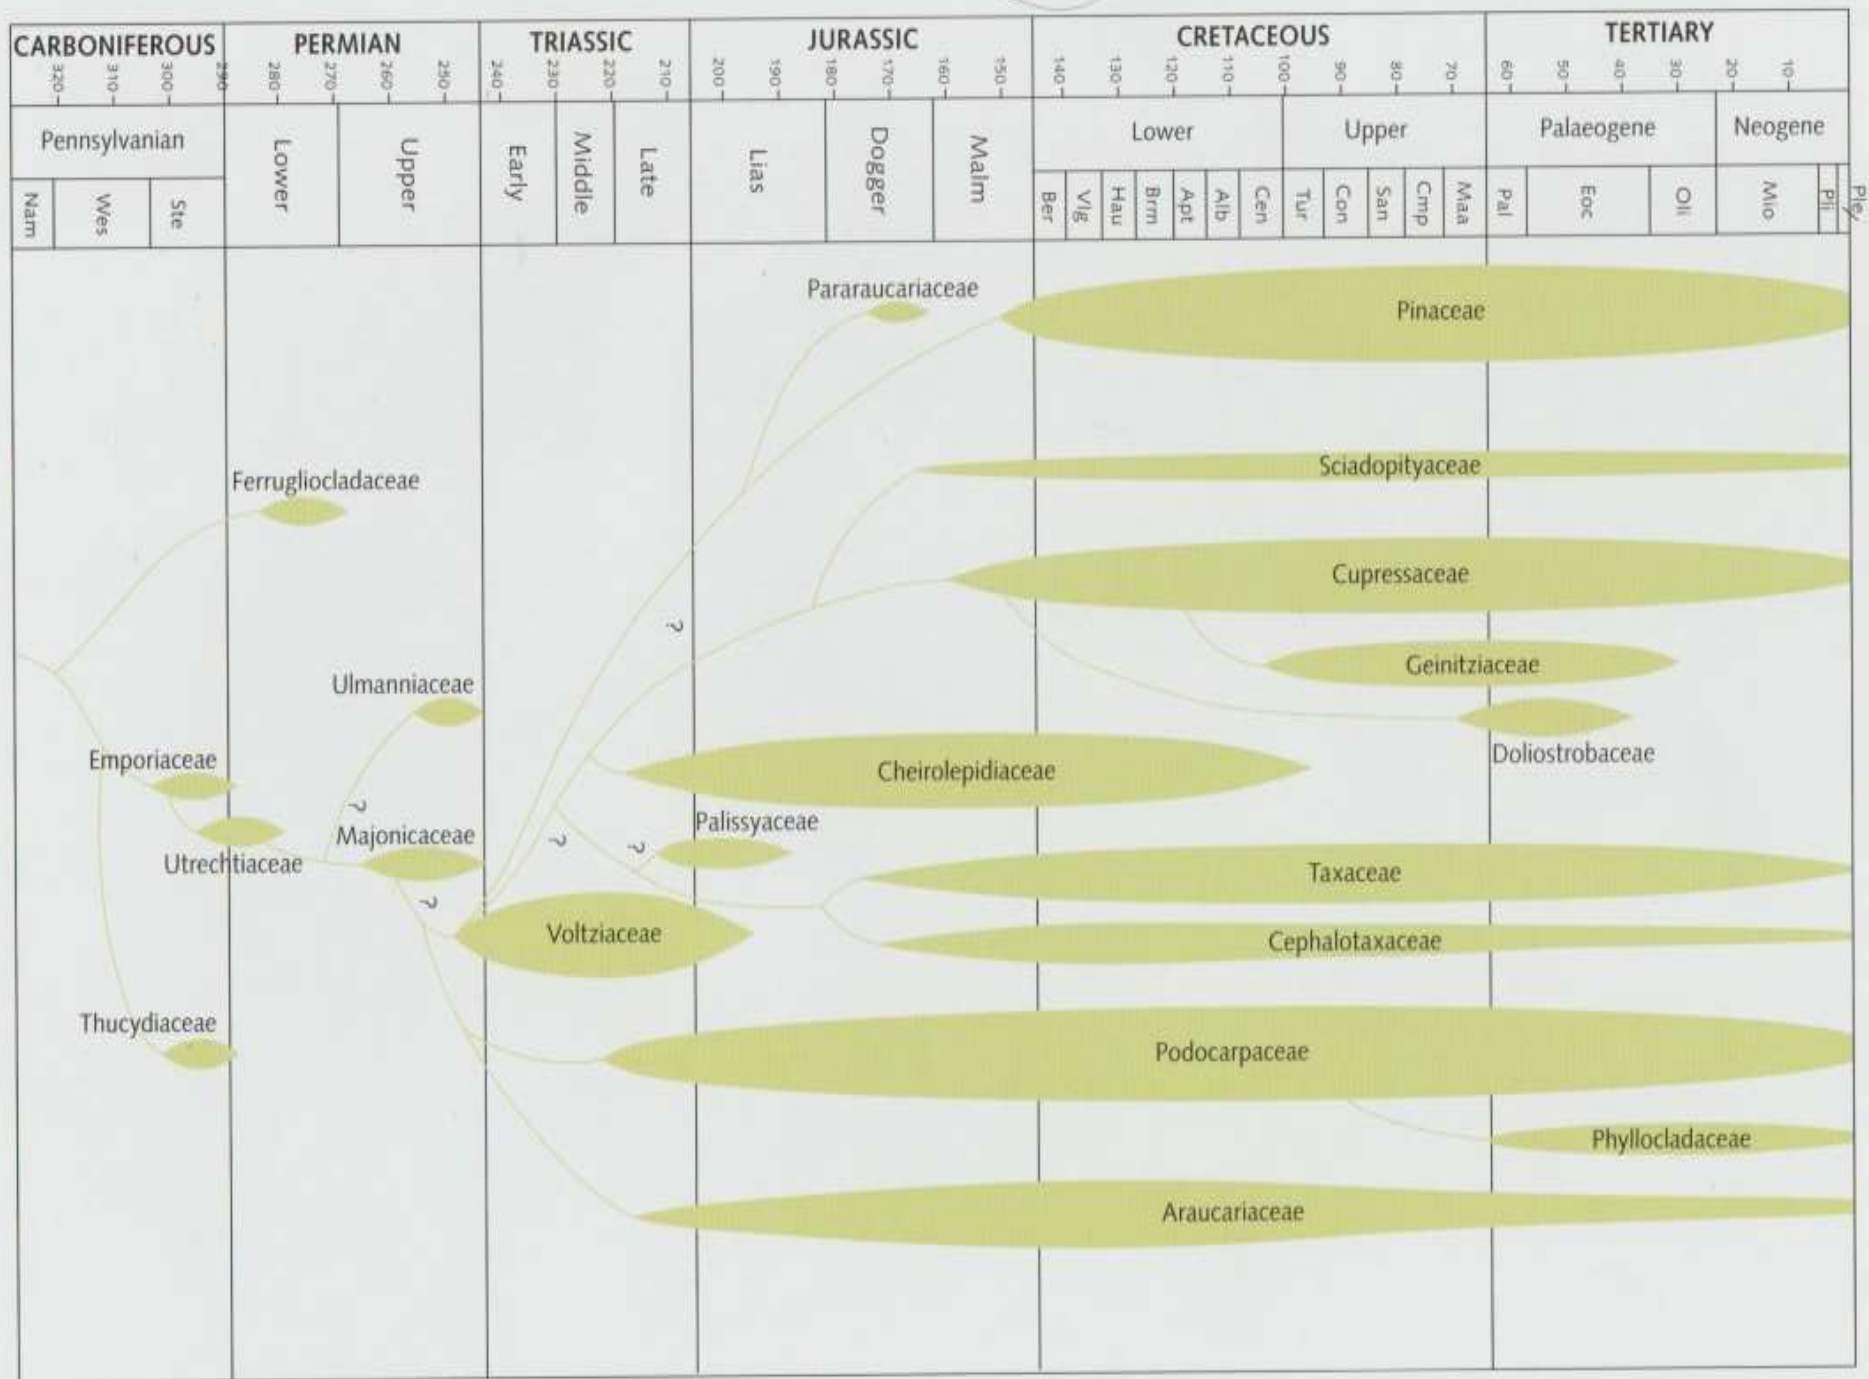 CARBONIFEROUS PERMIAN TRIASSIC JURASSIC CRETACEOUS TERTIARY
320 310 300 290 280 270 260 250 240 230 220 210 200 190 180 170 160 150 140 130 120 110 100 90 80 70 60 50 40 30 20 10
Pennsylvanian Lower Upper Early Middle Late Lias Dogger Malm Lower Upper Palaeogene Neogene
Nam Wes Ste Ber Vlg Hau Brm Apt Alb Cen Tur Con San Cmp Maa Pal Eoc Oli Mio Pli Ple
Pararaucariaceae
Pinaceae
Sciadopityaceae
Ferrugliocladaceae
Cupressaceae
?
Geinitziaceae
Ulmanniaceae
Doliostrobaceae
Emporiaceae
Cheirolepidiaceae
?
Palissyaceae
Majonicaceae
? ?
Utrechtiaceae
Taxaceae
?
Voltziaceae
Cephalotaxaceae
Thucydiaceae
Podocarpaceae
Phyllocladaceae
Araucariaceae